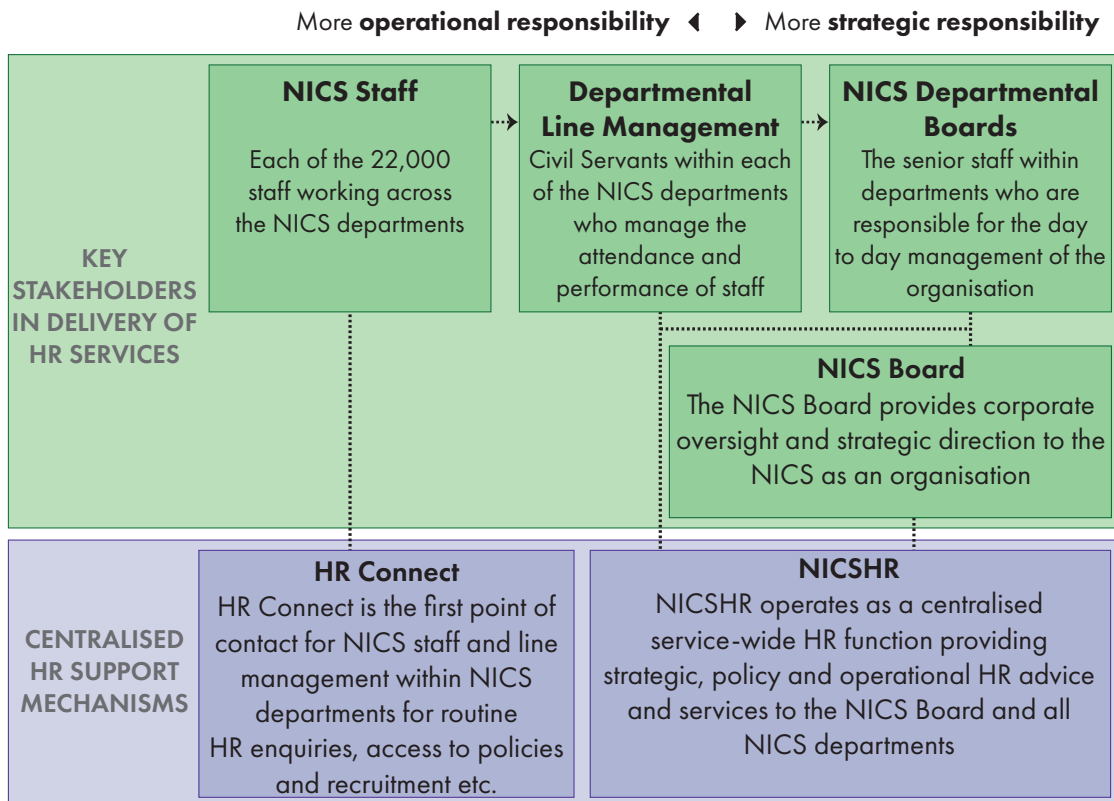 More operational responsibility ◀ ▶ More strategic responsibility
KEY
STAKEHOLDERS
IN DELIVERY OF
HR SERVICES
NICS Staff
Each of the 22,000
staff working across
the NICS departments
Departmental
Line Management
Civil Servants within each
of the NICS departments
who manage the
attendance and
performance of staff
NICS Departmental
Boards
The senior staff within
departments who are
responsible for the day
to day management of the
organisation
NICS Board
The NICS Board provides corporate
oversight and strategic direction to the
NICS as an organisation
CENTRALISED
HR SUPPORT
MECHANISMS
HR Connect
HR Connect is the first point of
contact for NICS staff and line
management within NICS
departments for routine
HR enquiries, access to policies
and recruitment etc.
NICSHR
NICSHR operates as a centralised
service-wide HR function providing
strategic, policy and operational HR advice
and services to the NICS Board and all
NICS departments